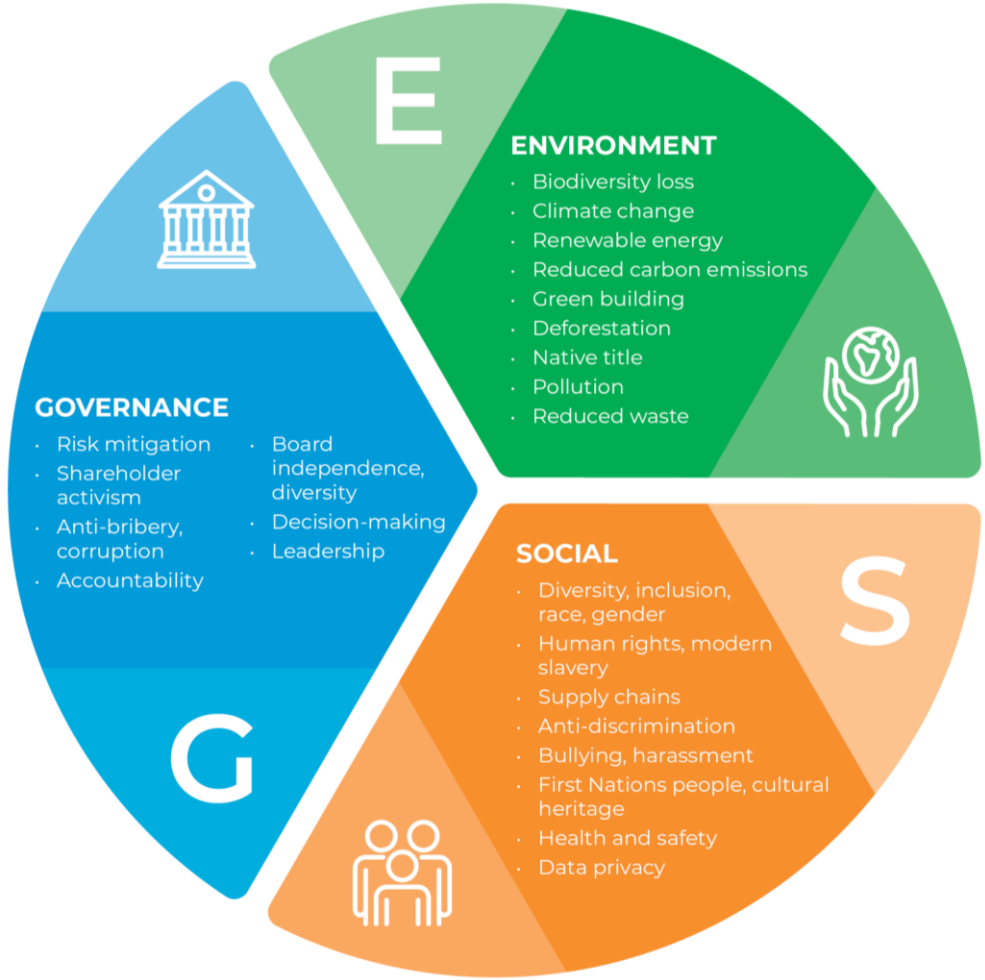 E
ENVIRONMENT
· Biodiversity loss
· Climate change
· Renewable energy
· Reduced carbon emissions
· Green building
· Deforestation
· Native title
· Pollution
· Reduced waste
S
SOCIAL
· Diversity, inclusion,
race, gender
· Human rights, modern
slavery
· Supply chains
· Anti-discrimination
· Bullying, harassment
· First Nations people, cultural
heritage
· Health and safety
· Data privacy
G
GOVERNANCE
· Risk mitigation
· Shareholder
activism
· Anti-bribery,
corruption
· Accountability
· Board
independence,
diversity
· Decision-making
· Leadership